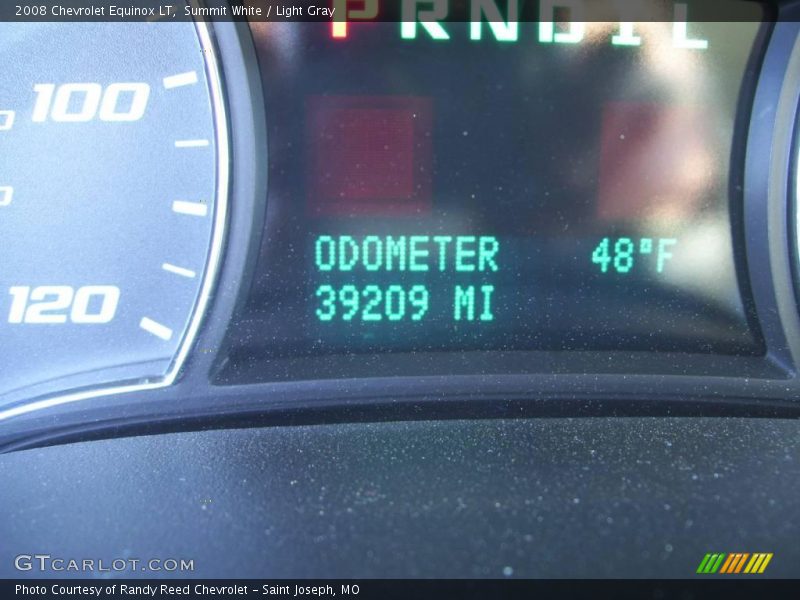 2008 Chevrolet Equinox LT, Summit White / Light Gray
PRNDIL
100
ODOMETER 48°F
39209 MI
120
GTCARLOT.COM
Photo Courtesy of Randy Reed Chevrolet - Saint Joseph, MO